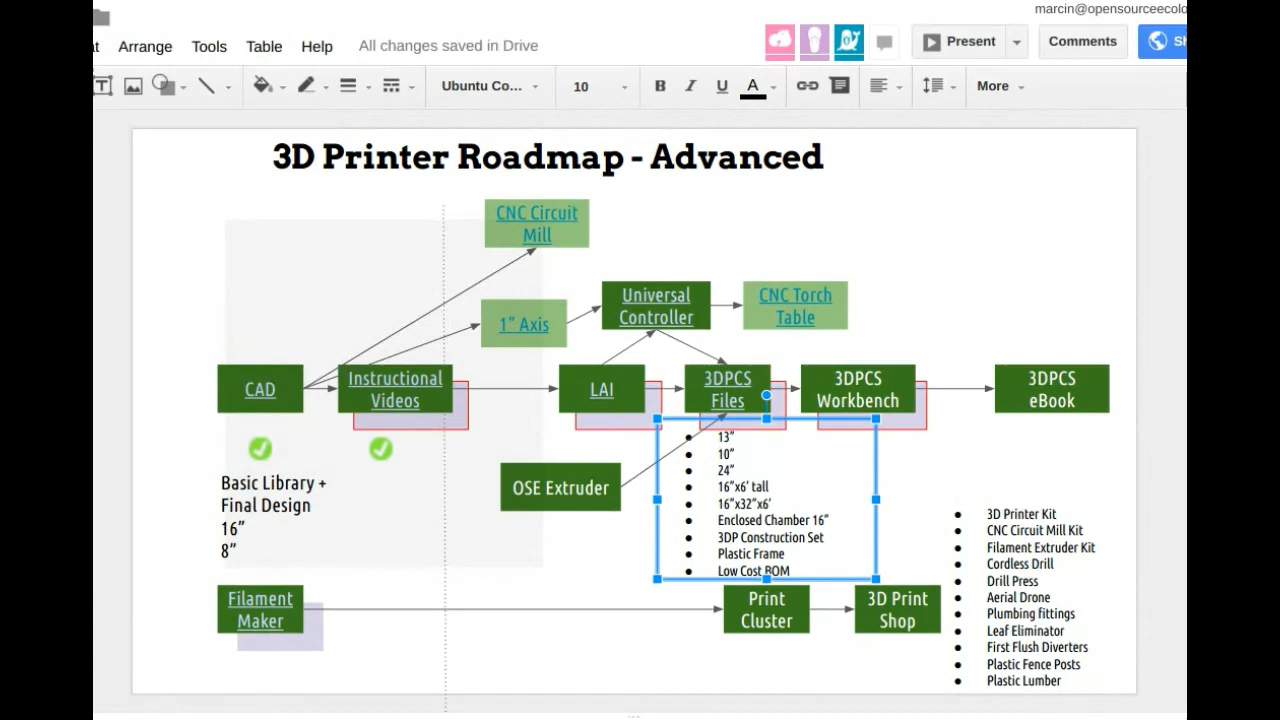 marcin@opensourceecolo
at Arrange Tools Table Help All changes saved in Drive
Present Comments Sh
Ubuntu Co... 10 B I U A More
3D Printer Roadmap - Advanced
CNC Circuit
Mill
Universal
Controller
CNC Torch
Table
1” Axis
CAD
Instructional
Videos
LAI
3DPCS
Files
3DPCS
Workbench
3DPCS
eBook
Basic Library +
Final Design
16”
8”
OSE Extruder
● 13”
● 10”
● 24”
● 16”x6’ tall
● 16”x32”x6’
● Enclosed Chamber 16”
● 3DP Construction Set
● Plastic Frame
● Low Cost BOM
Filament
Maker
Print
Cluster
3D Print
Shop
● 3D Printer Kit
● CNC Circuit Mill Kit
● Filament Extruder Kit
● Cordless Drill
● Drill Press
● Aerial Drone
● Plumbing fittings
● Leaf Eliminator
● First Flush Diverters
● Plastic Fence Posts
● Plastic Lumber